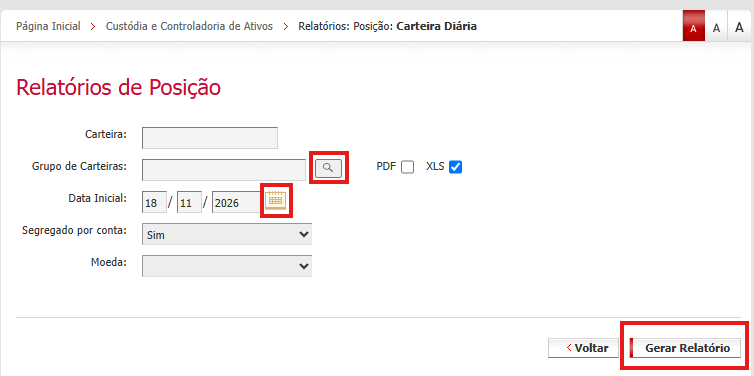 Página Inicial > Custódia e Controladoria de Ativos > Relatórios: Posição: Carteira Diária
A A A
Relatórios de Posição
Carteira:
Grupo de Carteiras: PDF XLS
Data Inicial: 18 / 11 / 2026
Segregado por conta: Sim
Moeda:
Voltar Gerar Relatório